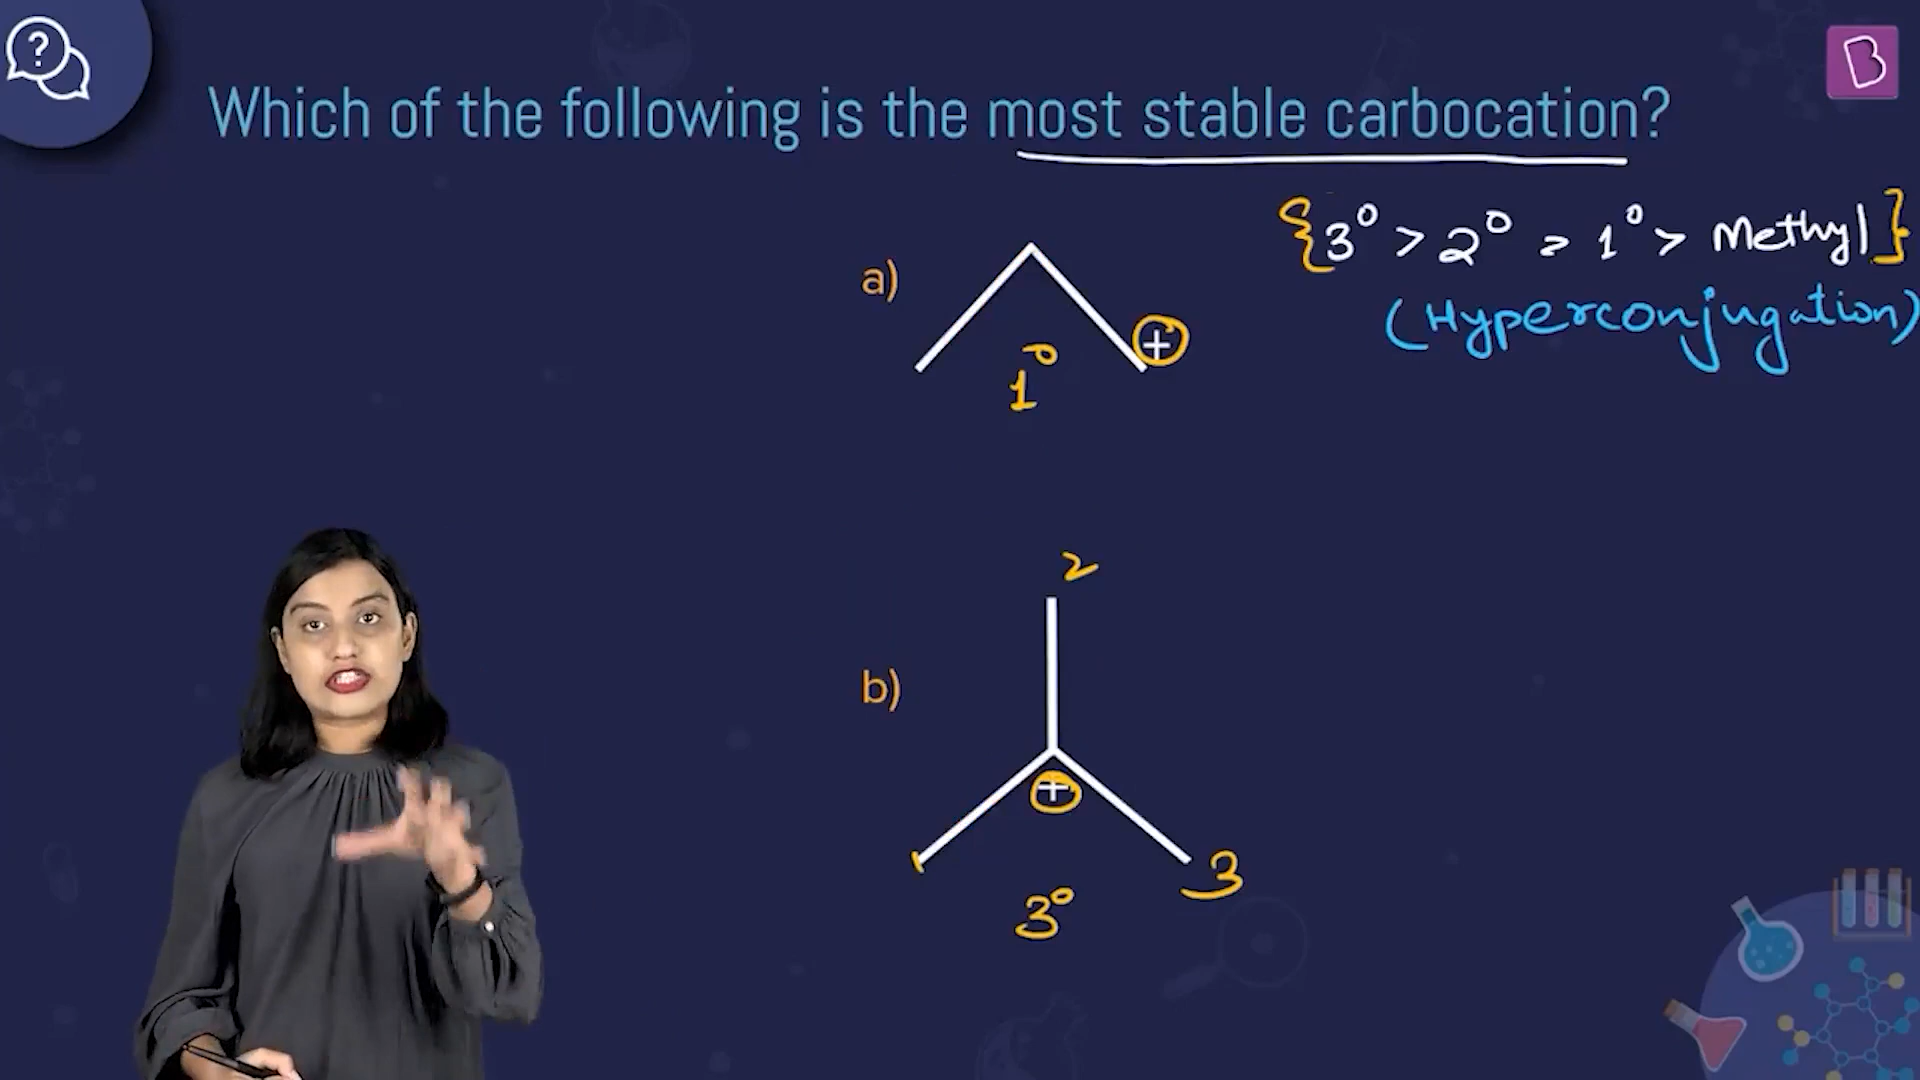 ?
B
Which of the following is the most stable carbocation?
{3° > 2° > 1° > Methyl}
(Hyperconjugation)
a)
+
1°
2
b)
+
1
3
3°